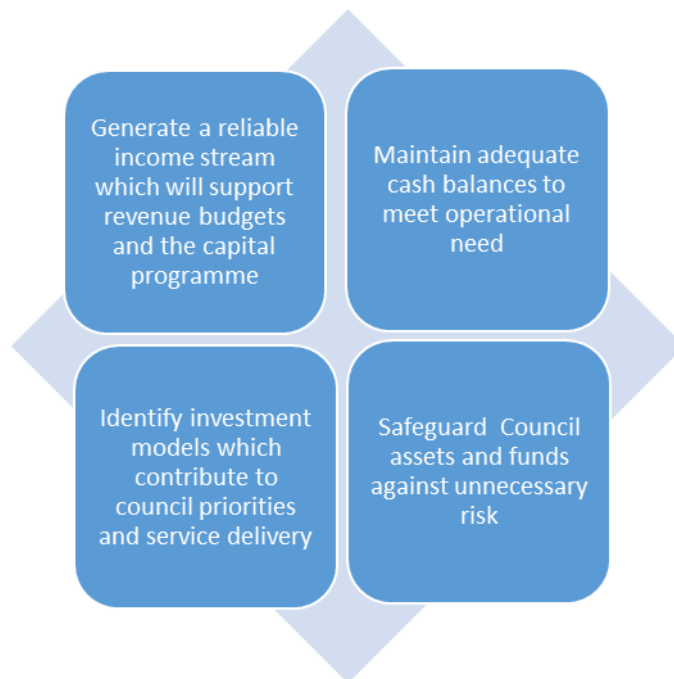 Generate a reliable
income stream
which will support
revenue budgets
and the capital
programme
Maintain adequate
cash balances to
meet operational
need
Identify investment
models which
contribute to
council priorities
and service delivery
Safeguard  Council
assets and funds
against unnecessary
risk